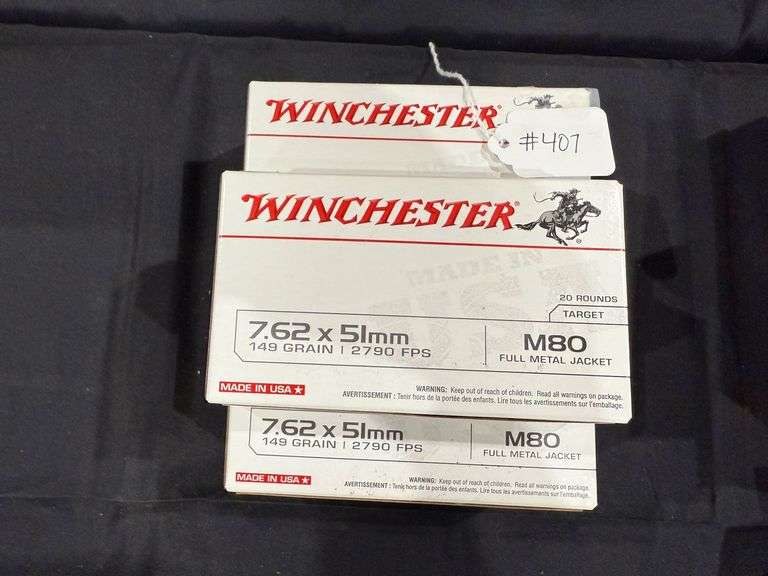 WINCHESTER
#407
WINCHESTER®
MADE IN
USA
20 ROUNDS
TARGET
7.62 x 51mm
149 GRAIN | 2790 FPS
M80
FULL METAL JACKET
MADE IN USA ★
WARNING: Keep out of reach of children. Read all warnings on package.
AVERTISSEMENT : Tenir hors de la portée des enfants. Lire tous les avertissements sur l'emballage.
7.62 x 51mm
149 GRAIN | 2790 FPS
M80
FULL METAL JACKET
MADE IN USA ★
WARNING: Keep out of reach of children. Read all warnings on package.
AVERTISSEMENT : Tenir hors de la portée des enfants. Lire tous les avertissements sur l'emballage.